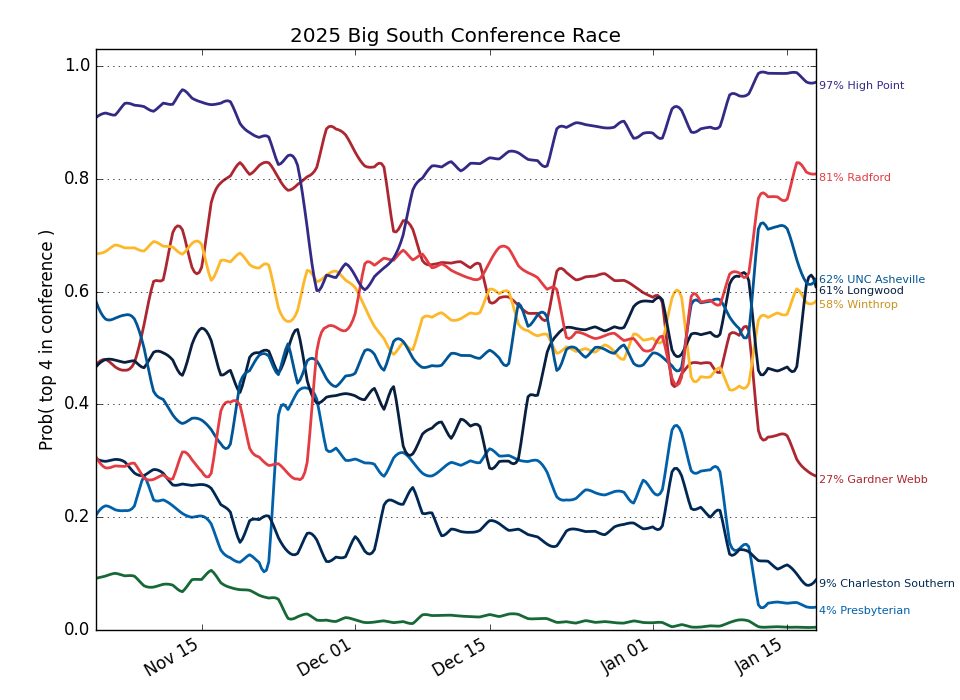 2025 Big South Conference Race
Prob( top 4 in conference )
1.0
0.8
0.6
0.4
0.2
0.0
Nov 15
Dec 01
Dec 15
Jan 01
Jan 15
97% High Point
81% Radford
62% UNC Asheville
61% Longwood
58% Winthrop
27% Gardner Webb
9% Charleston Southern
4% Presbyterian